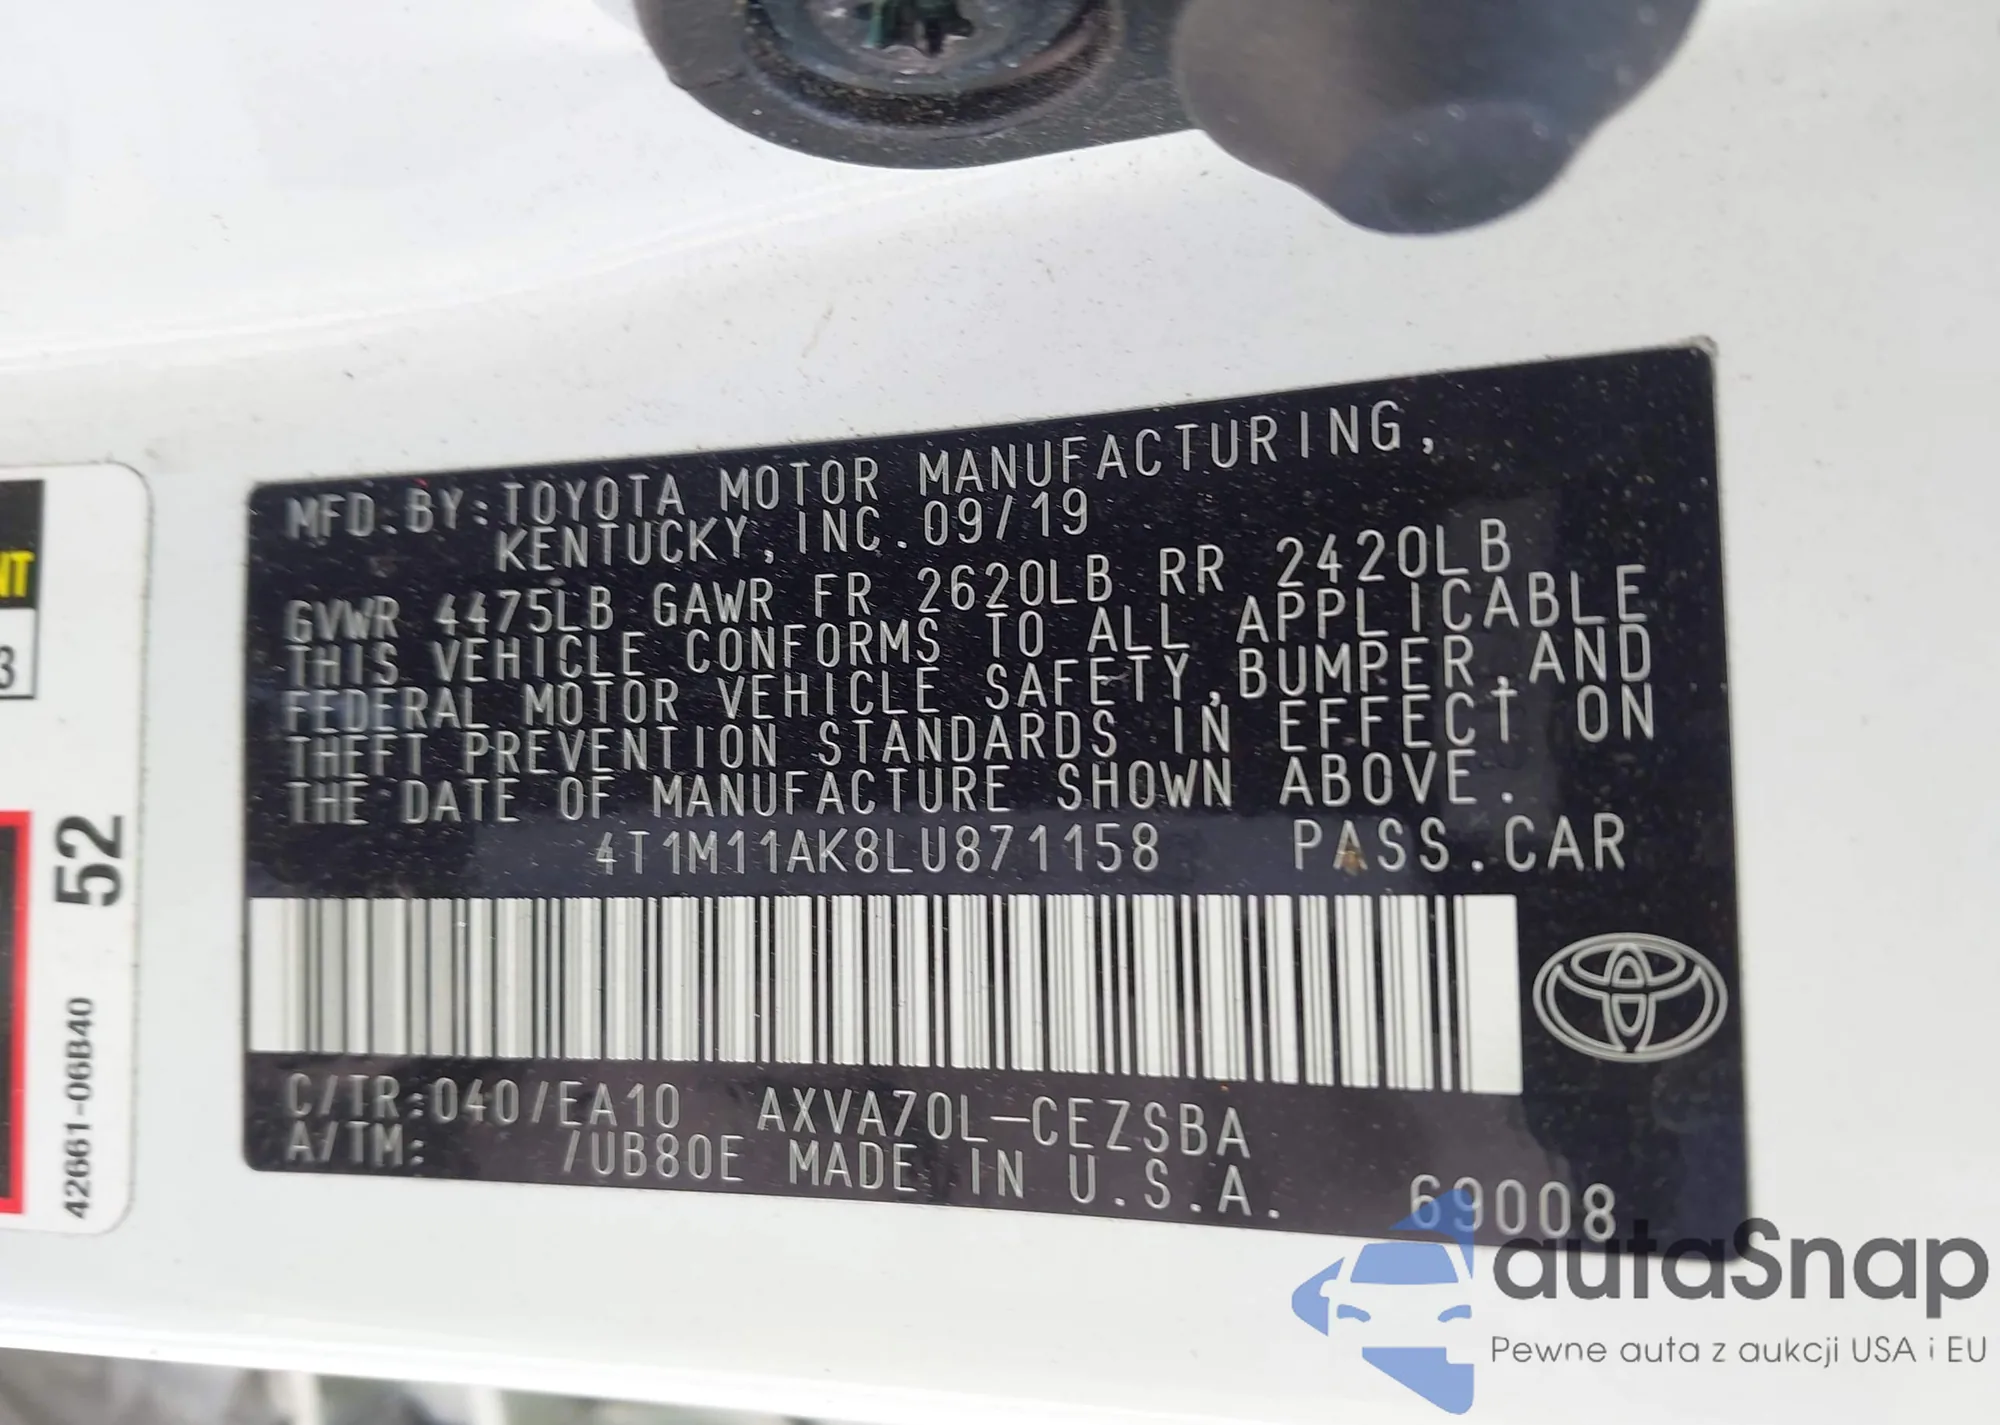 MFD.BY:TOYOTA MOTOR MANUFACTURING,
KENTUCKY, INC. 09/19
GVWR 4475LB GAWR FR 2620LB RR 2420LB
THIS VEHICLE CONFORMS TO ALL APPLICABLE
FEDERAL MOTOR VEHICLE SAFETY,BUMPER,AND
THEFT PREVENTION STANDARDS IN EFFECT ON
THE DATE OF MANUFACTURE SHOWN ABOVE.
4T1M11AK8LU871158 PASS.CAR
C/TR:040/EA10 AXVA70L-CEZSBA
A/TM: /UB80E MADE IN U.S.A.
69008
NT
3
52
42661-06B40
autaSnap
Pewne auta z aukcji USA i EU